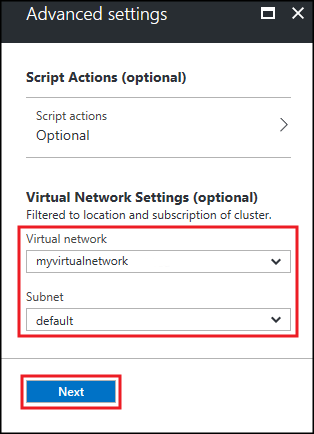 Advanced settings
Script Actions (optional)
Script actions
Optional
Virtual Network Settings (optional)
Filtered to location and subscription of cluster.
Virtual network
myvirtualnetwork
Subnet
default
Next